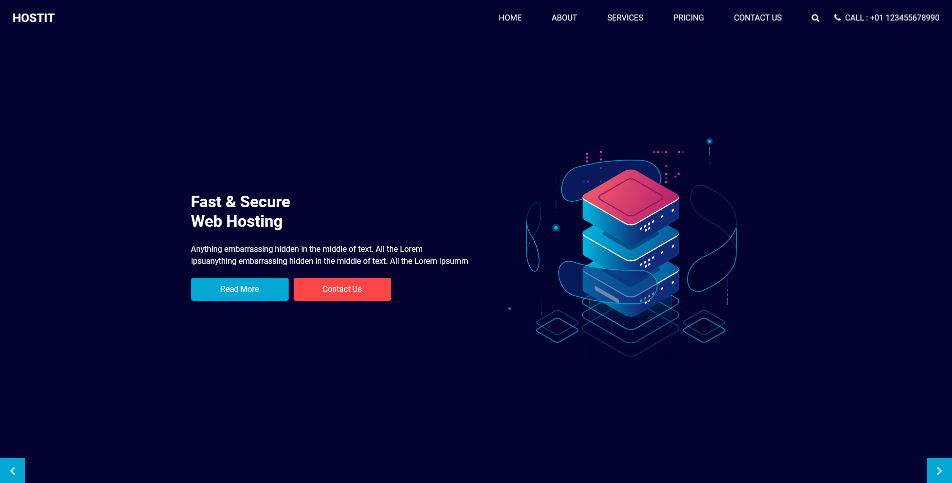 HOSTIT
HOME ABOUT SERVICES PRICING CONTACT US CALL : +01 123455678990
Fast & Secure
Web Hosting
Anything embarrassing hidden in the middle of text. All the Lorem
Ipsuanything embarrassing hidden in the middle of text. All the Lorem Ipsumm
Read More Contact Us